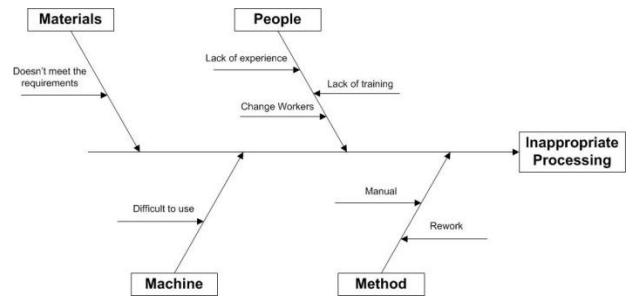 Materials
People
Lack of experience
Doesn't meet the
requirements
Lack of training
Change Workers
Inappropriate
Processing
Manual
Difficult to use
Rework
Machine
Method